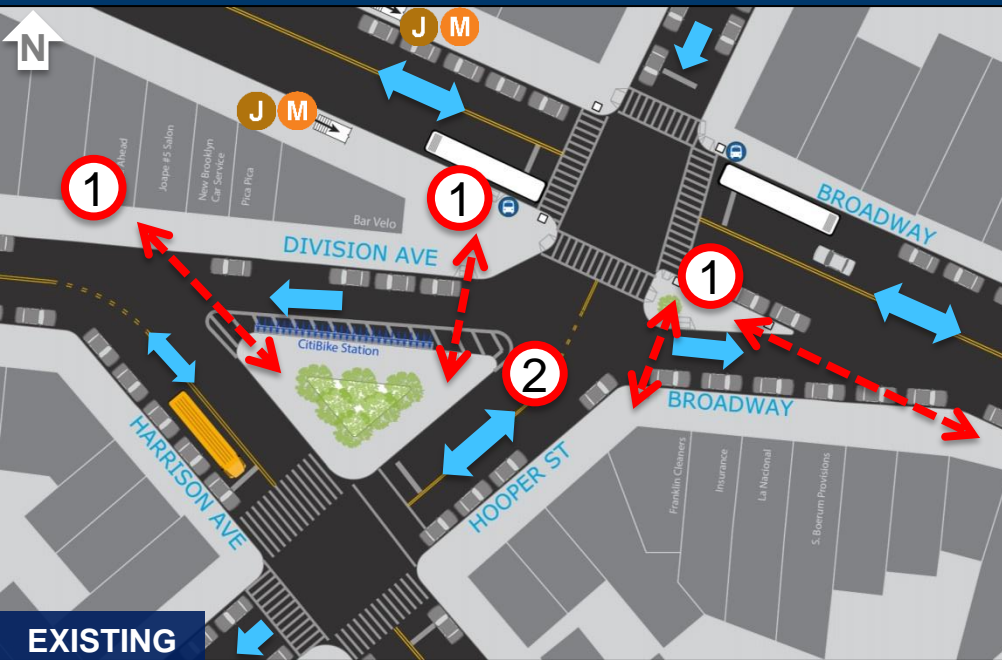 N
J M
J M
Ahead
Joape #5 Salon
New Brooklyn
Car Service
Pica Pica
Bar Velo
1
1
1
2
DIVISION AVE
BROADWAY
CitiBike Station
BROADWAY
HARRISON AVE
HOOPER ST
Franklin Cleaners
Insurance
La Nacional
S. Boerum Provisions
EXISTING